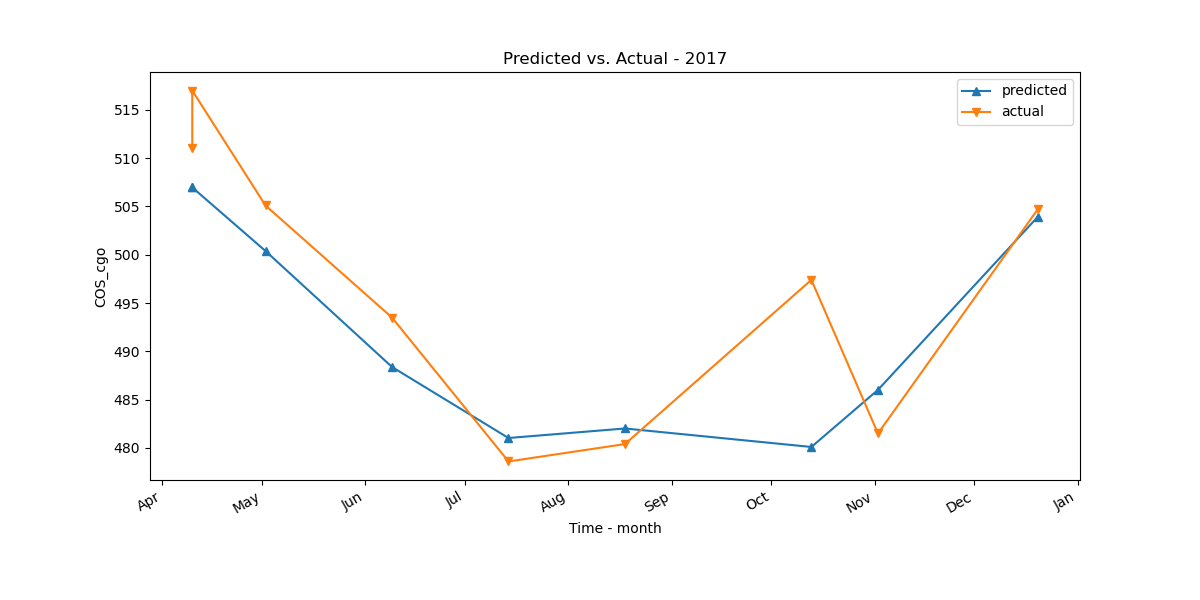 Predicted vs. Actual - 2017
predicted
actual
515
510
505
500
495
490
485
480
COS_cgo
Apr
May
Jun
Jul
Aug
Sep
Oct
Nov
Dec
Jan
Time - month